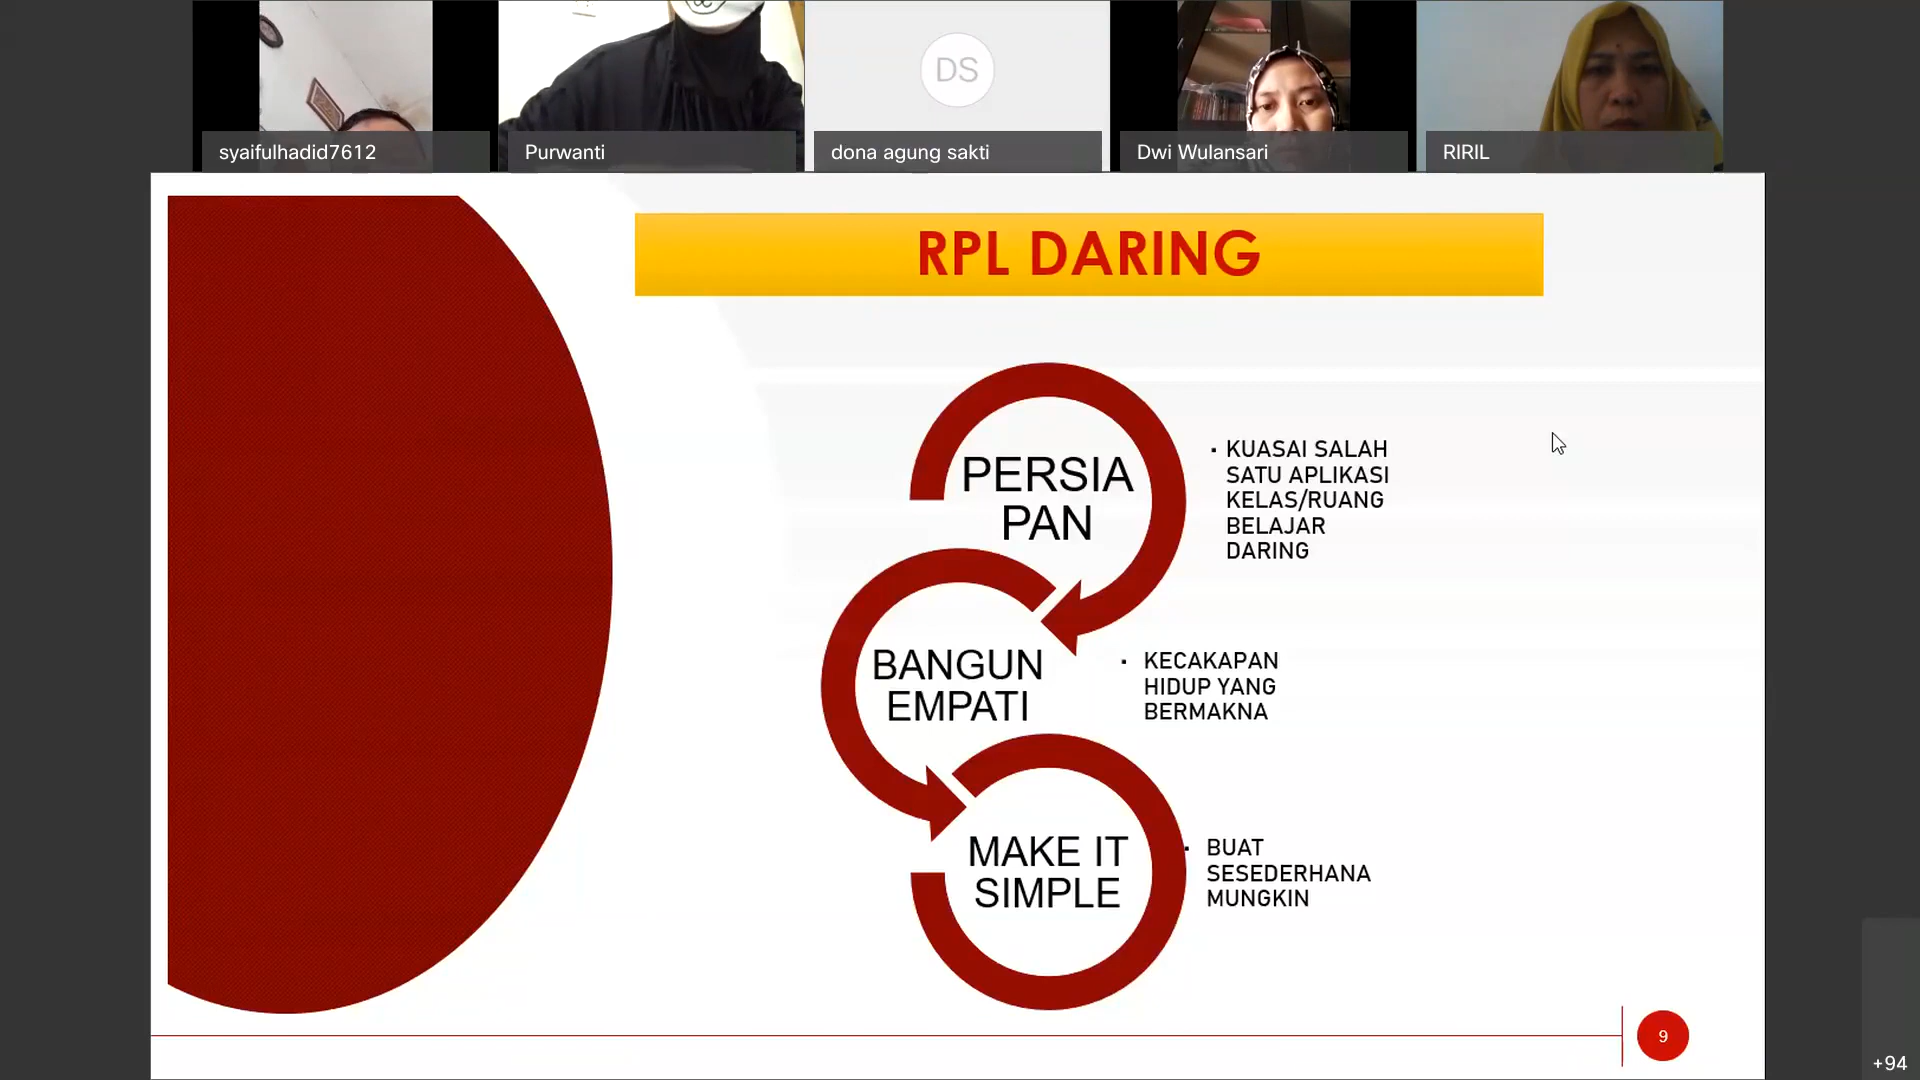 DS
syaifulhadid7612
Purwanti
dona agung sakti
Dwi Wulansari
RIRIL
RPL DARING
PERSIA
PAN
▪ KUASAI SALAH
SATU APLIKASI
KELAS/RUANG
BELAJAR
DARING
BANGUN
EMPATI
▪ KECAKAPAN
HIDUP YANG
BERMAKNA
MAKE IT
SIMPLE
▪ BUAT
SESEDERHANA
MUNGKIN
9
+94